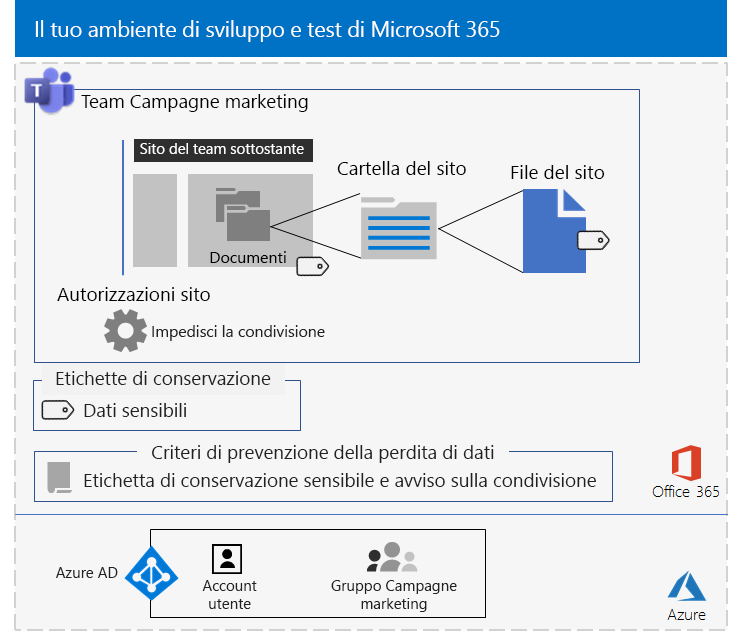 Il tuo ambiente di sviluppo e test di Microsoft 365
T
Team Campagne marketing
Sito del team sottostante
Cartella del sito
File del sito
Documenti
Autorizzazioni sito
Impedisci la condivisione
Etichette di conservazione
Dati sensibili
Criteri di prevenzione della perdita di dati
Etichetta di conservazione sensibile e avviso sulla condivisione
Office 365
Azure AD
Account
utente
Gruppo Campagne
marketing
Azure